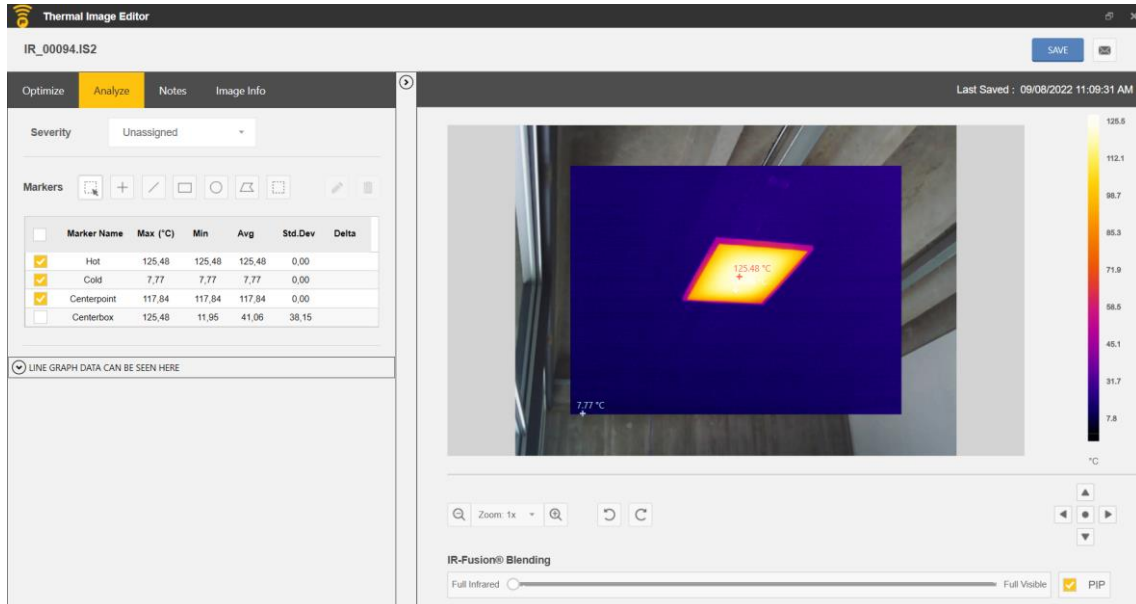 Thermal Image Editor
IR_00094.IS2
SAVE
Optimize Analyze Notes Image Info
Last Saved : 09/08/2022 11:09:31 AM
Severity Unassigned
Markers
Marker Name Max (°C) Min Avg Std.Dev Delta
Hot 125,48 125,48 125,48 0,00
Cold 7,77 7,77 7,77 0,00
Centerpoint 117,84 117,84 117,84 0,00
Centerbox 125,48 11,95 41,06 38,15
LINE GRAPH DATA CAN BE SEEN HERE
125.48 °C
7.77 °C
125.5
112.1
98.7
85.3
71.9
58.5
45.1
31.7
7.8
°C
Zoom: 1x
IR-Fusion® Blending
Full Infrared Full Visible PIP